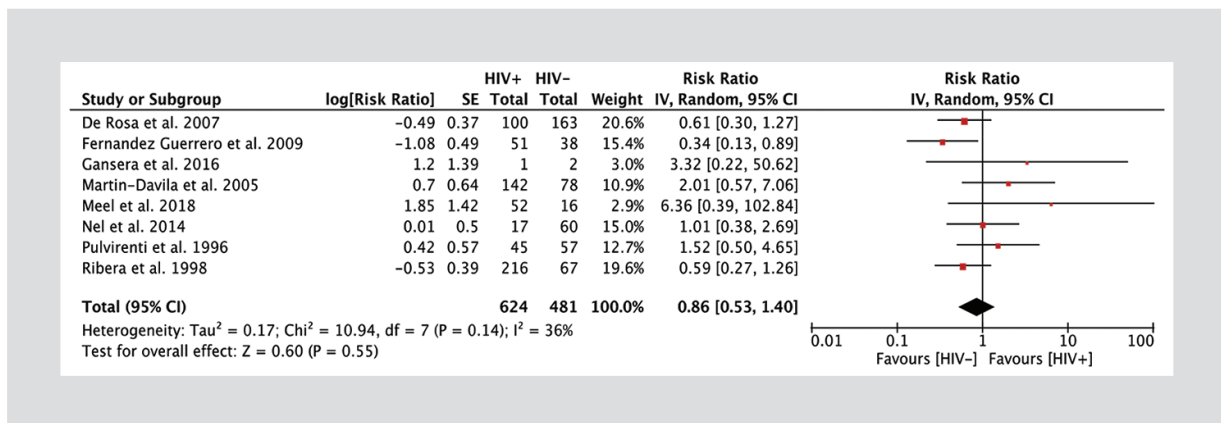 HIV+ HIV- Risk Ratio Risk Ratio
Study or Subgroup log[Risk Ratio] SE Total Total Weight IV, Random, 95% CI IV, Random, 95% CI
De Rosa et al. 2007 −0.49 0.37 100 163 20.6% 0.61 [0.30, 1.27]
Fernandez Guerrero et al. 2009 −1.08 0.49 51 38 15.4% 0.34 [0.13, 0.89]
Gansera et al. 2016 1.2 1.39 1 2 3.0% 3.32 [0.22, 50.62]
Martin−Davila et al. 2005 0.7 0.64 142 78 10.9% 2.01 [0.57, 7.06]
Meel et al. 2018 1.85 1.42 52 16 2.9% 6.36 [0.39, 102.84]
Nel et al. 2014 0.01 0.5 17 60 15.0% 1.01 [0.38, 2.69]
Pulvirenti et al. 1996 0.42 0.57 45 57 12.7% 1.52 [0.50, 4.65]
Ribera et al. 1998 −0.53 0.39 216 67 19.6% 0.59 [0.27, 1.26]
Total (95% CI) 624 481 100.0% 0.86 [0.53, 1.40]
Heterogeneity: Tau² = 0.17; Chi² = 10.94, df = 7 (P = 0.14); I² = 36%
Test for overall effect: Z = 0.60 (P = 0.55)
0.01 0.1 1 10 100
Favours [HIV−] Favours [HIV+]